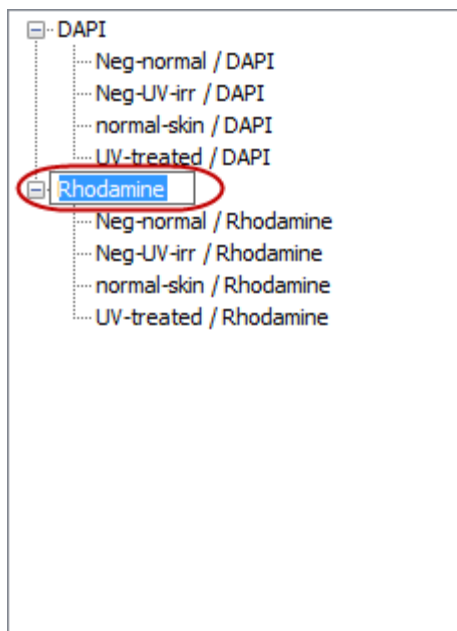 DAPI
Neg-normal / DAPI
Neg-UV-irr / DAPI
normal-skin / DAPI
UV-treated / DAPI
Rhodamine
Neg-normal / Rhodamine
Neg-UV-irr / Rhodamine
normal-skin / Rhodamine
UV-treated / Rhodamine